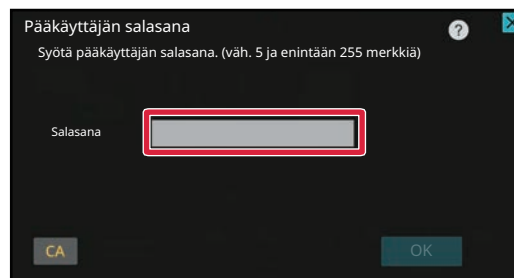 Pääkäyttäjän salasana
?
Syötä pääkäyttäjän salasana. (väh. 5 ja enintään 255 merkkiä)
Salasana
CA
OK